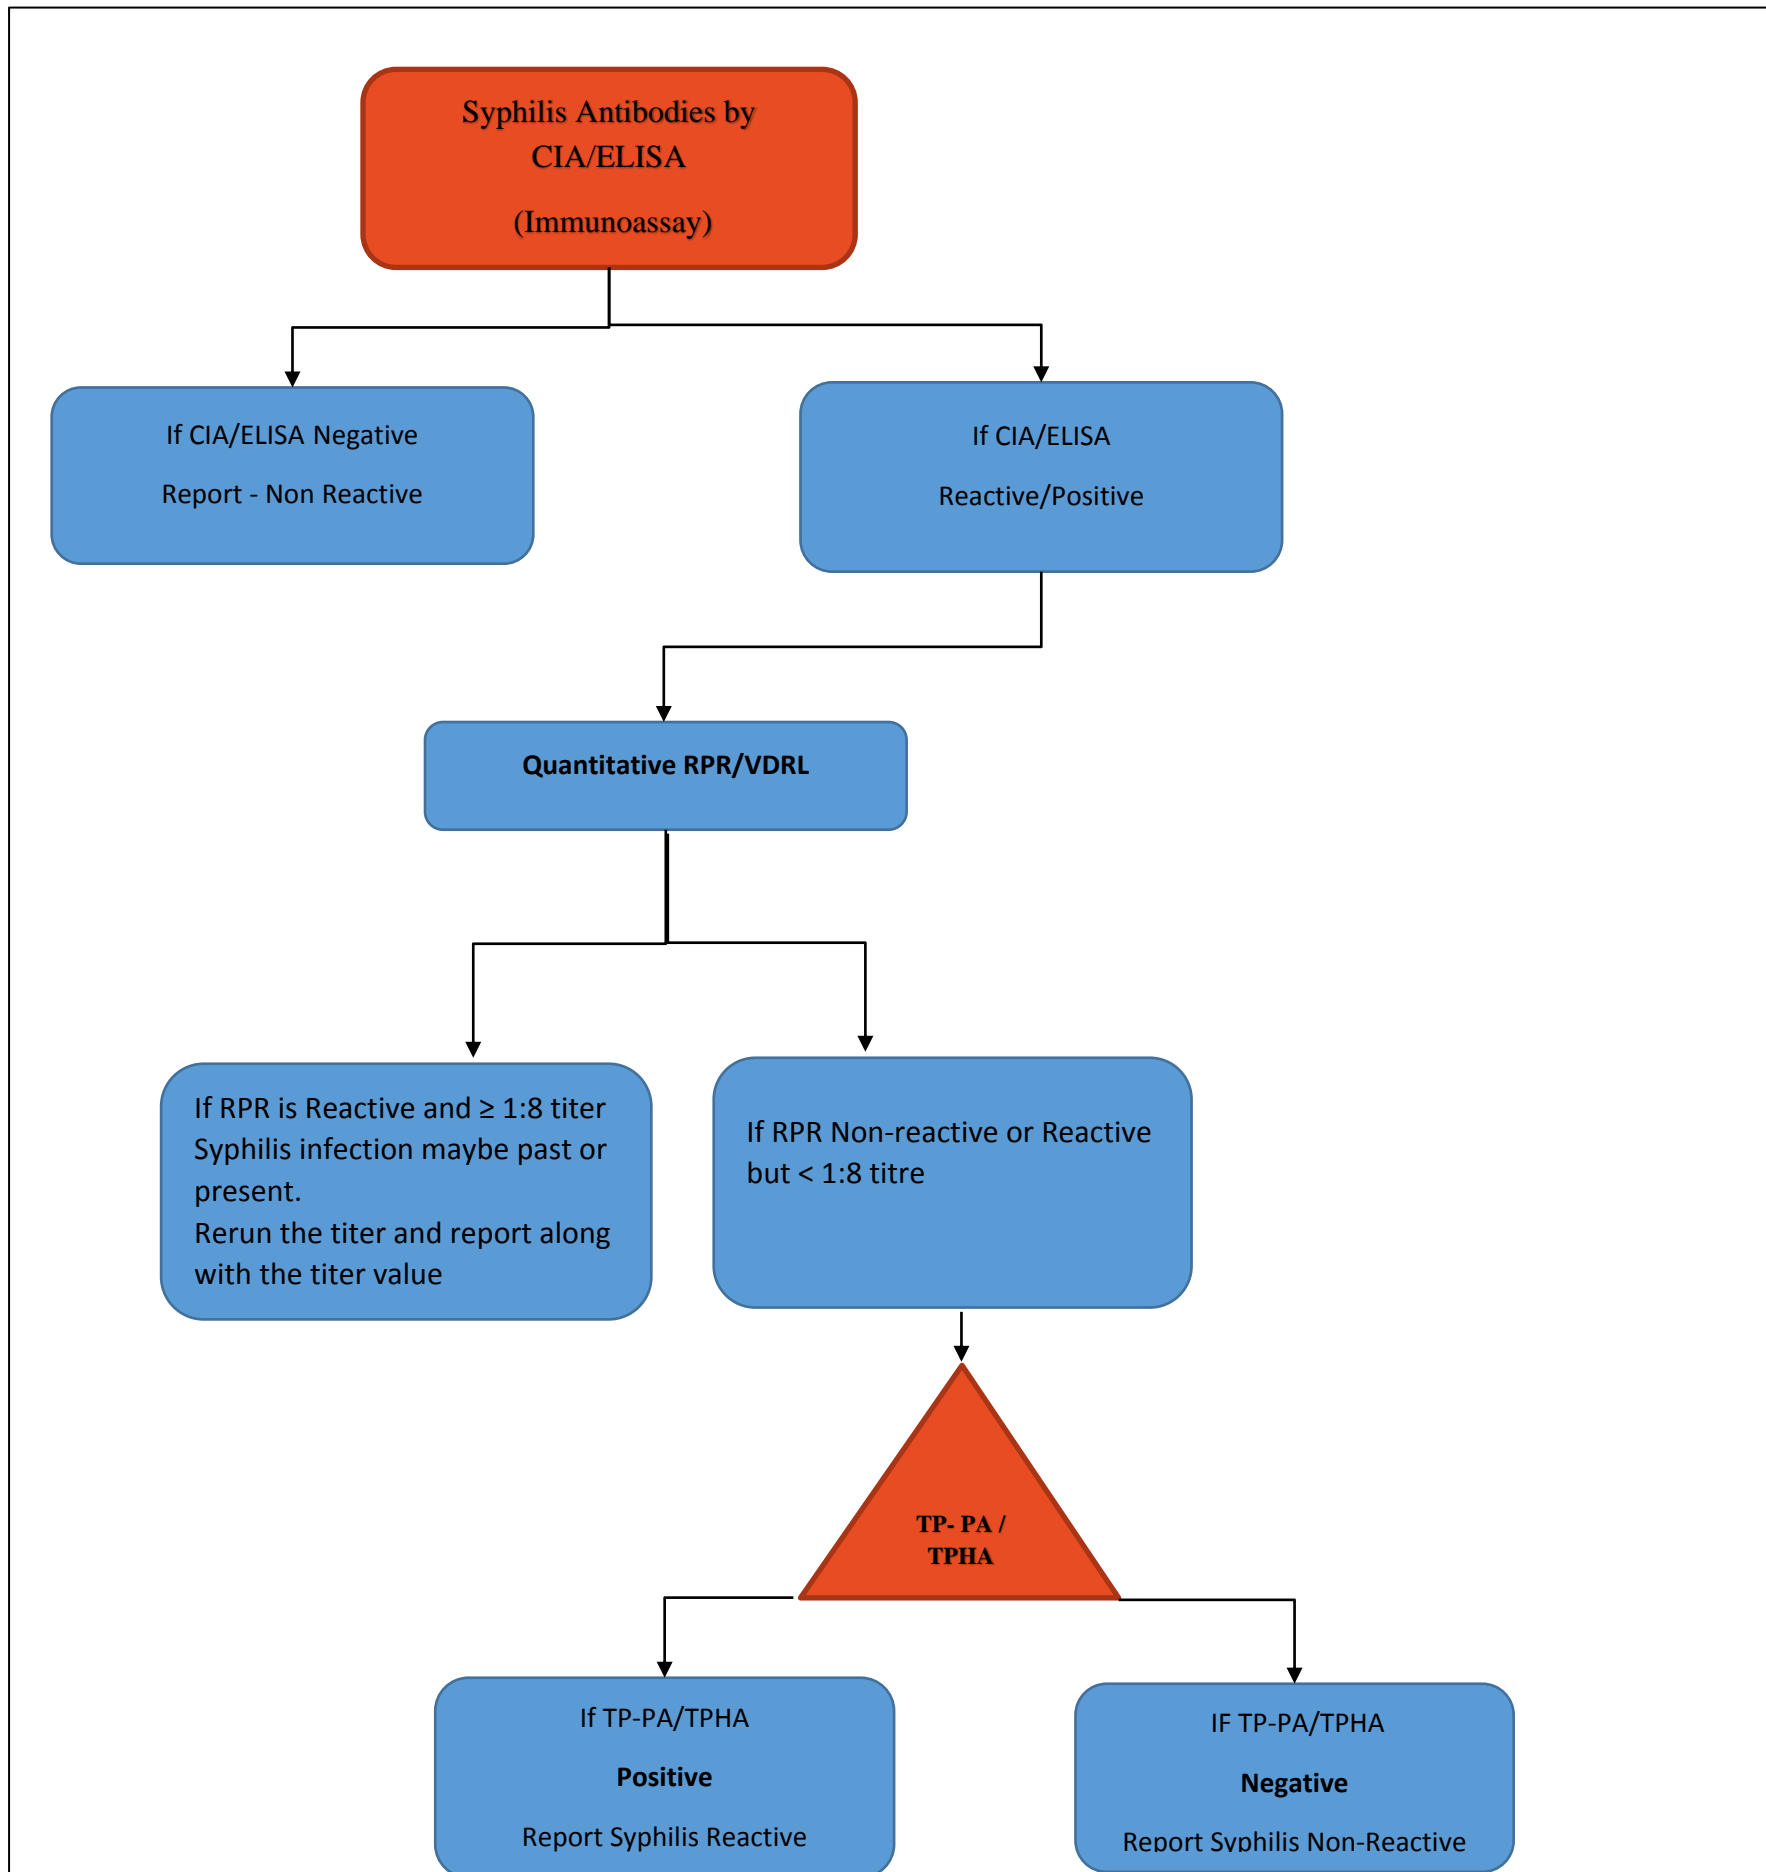 Syphilis Antibodies by
CIA/ELISA
(Immunoassay)
If CIA/ELISA Negative
Report - Non Reactive
If CIA/ELISA
Reactive/Positive
Quantitative RPR/VDRL
If RPR is Reactive and ≥ 1:8 titer
Syphilis infection maybe past or
present.
Rerun the titer and report along
with the titer value
If RPR Non-reactive or Reactive
but < 1:8 titre
TP- PA /
TPHA
If TP-PA/TPHA
Positive
Report Syphilis Reactive
IF TP-PA/TPHA
Negative
Report Syphilis Non-Reactive